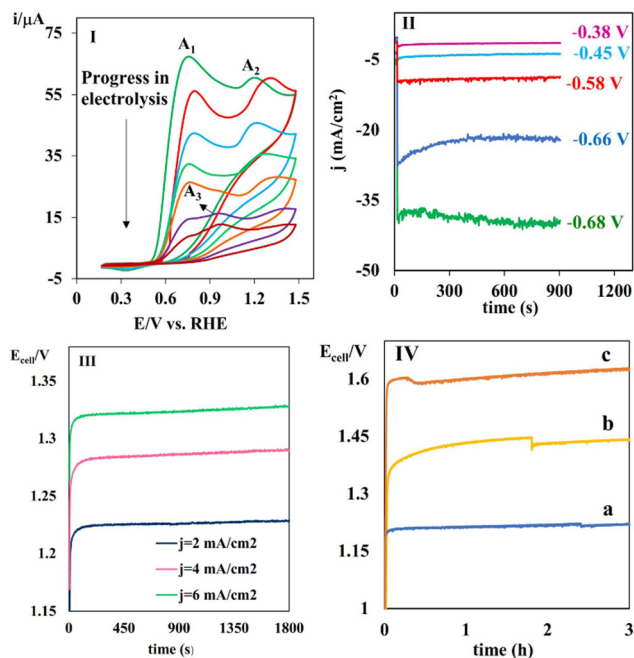 i/µA
75
55
35
15
-5
I
A1
A2
A3
Progress in
electrolysis
0.3
0.6
0.9
1.2
1.5
E/V vs. RHE
II
j (mA/cm²)
-5
-20
-35
-50
-0.38 V
-0.45 V
-0.58 V
-0.66 V
-0.68 V
0
300
600
900
1200
time (s)
Ecell/V
III
1.35
1.3
1.25
1.2
1.15
j=2 mA/cm2
j=4 mA/cm2
j=6 mA/cm2
0
450
900
1350
1800
time (s)
Ecell/V
IV
1.6
1.45
1.3
1.15
1
c
b
a
0
1
2
3
time (h)